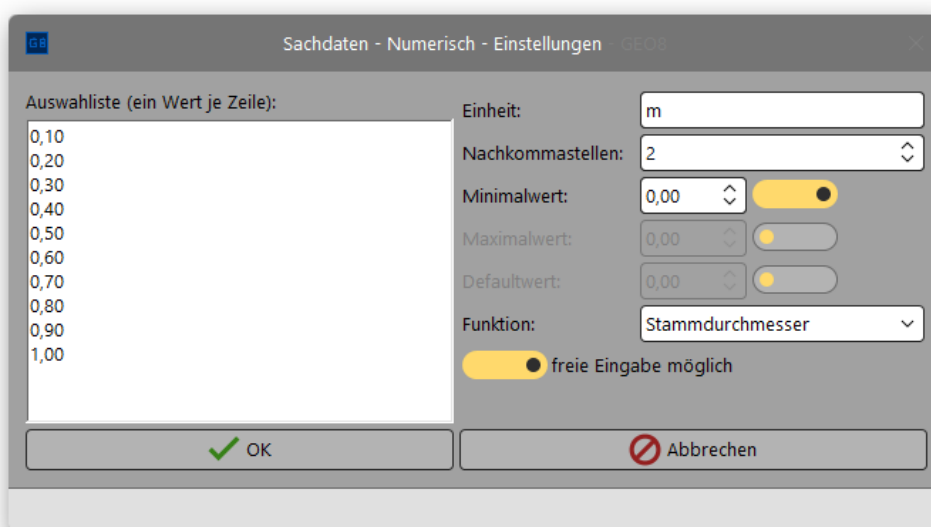 GB
Sachdaten - Numerisch - Einstellungen - GEO8
Auswahlliste (ein Wert je Zeile):
0,10
0,20
0,30
0,40
0,50
0,60
0,70
0,80
0,90
1,00
Einheit: m
Nachkommastellen: 2
Minimalwert: 0,00
Maximalwert: 0,00
Defaultwert: 0,00
Funktion: Stammdurchmesser
freie Eingabe möglich
OK
Abbrechen